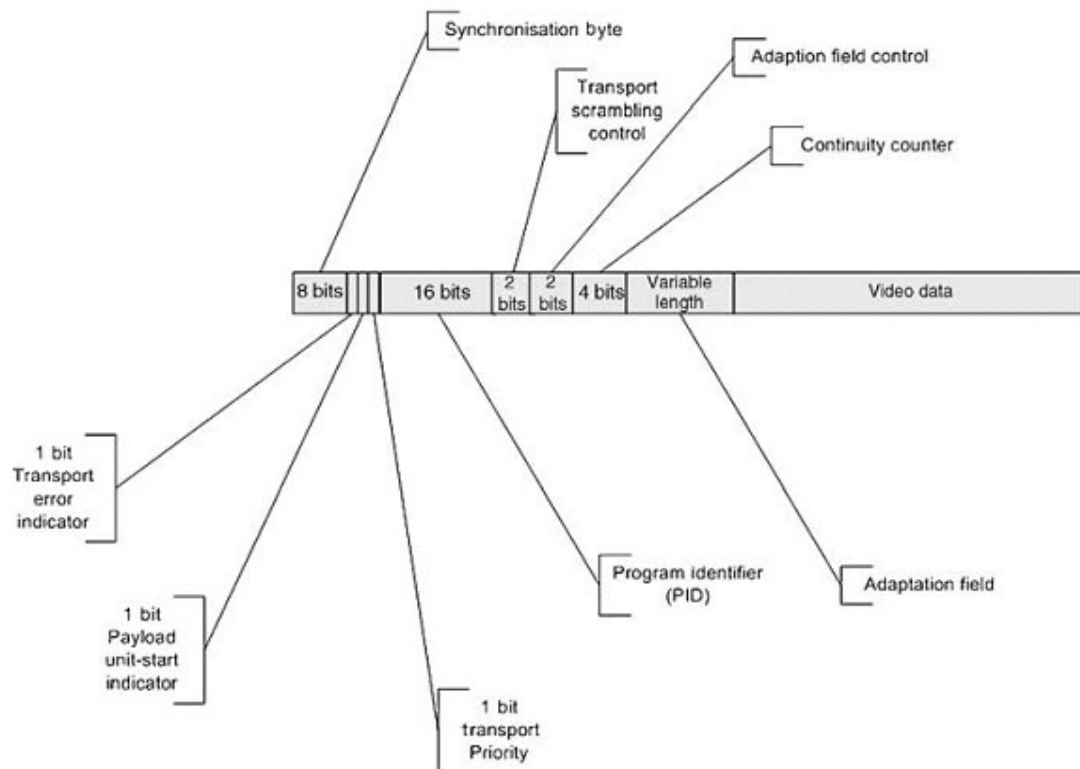 Synchronisation byte
Adaption field control
Transport
scrambling
control
Continuity counter
8 bits
16 bits
2
bits
2
bits
4 bits
Variable
length
Video data
1 bit
Transport
error
indicator
Program identifier
(PID)
Adaptation field
1 bit
Payload
unit-start
indicator
1 bit
transport
Priority